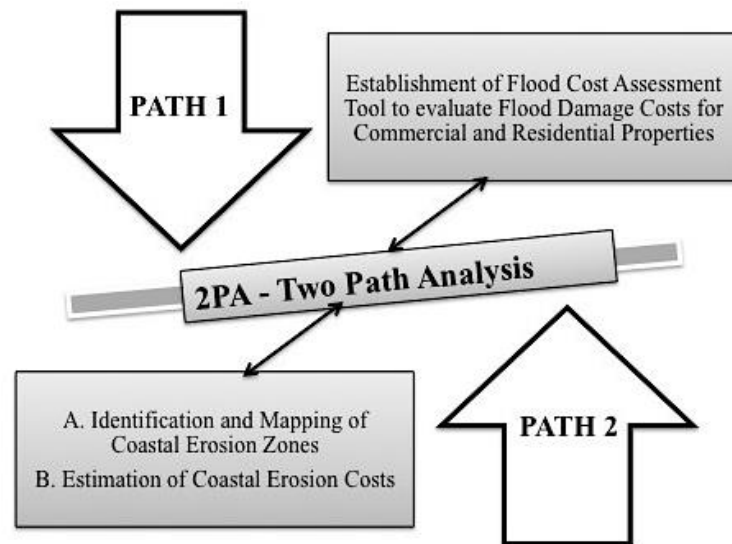 PATH 1
Establishment of Flood Cost Assessment
Tool to evaluate Flood Damage Costs for
Commercial and Residential Properties
2PA - Two Path Analysis
A. Identification and Mapping of
Coastal Erosion Zones
B. Estimation of Coastal Erosion Costs
PATH 2